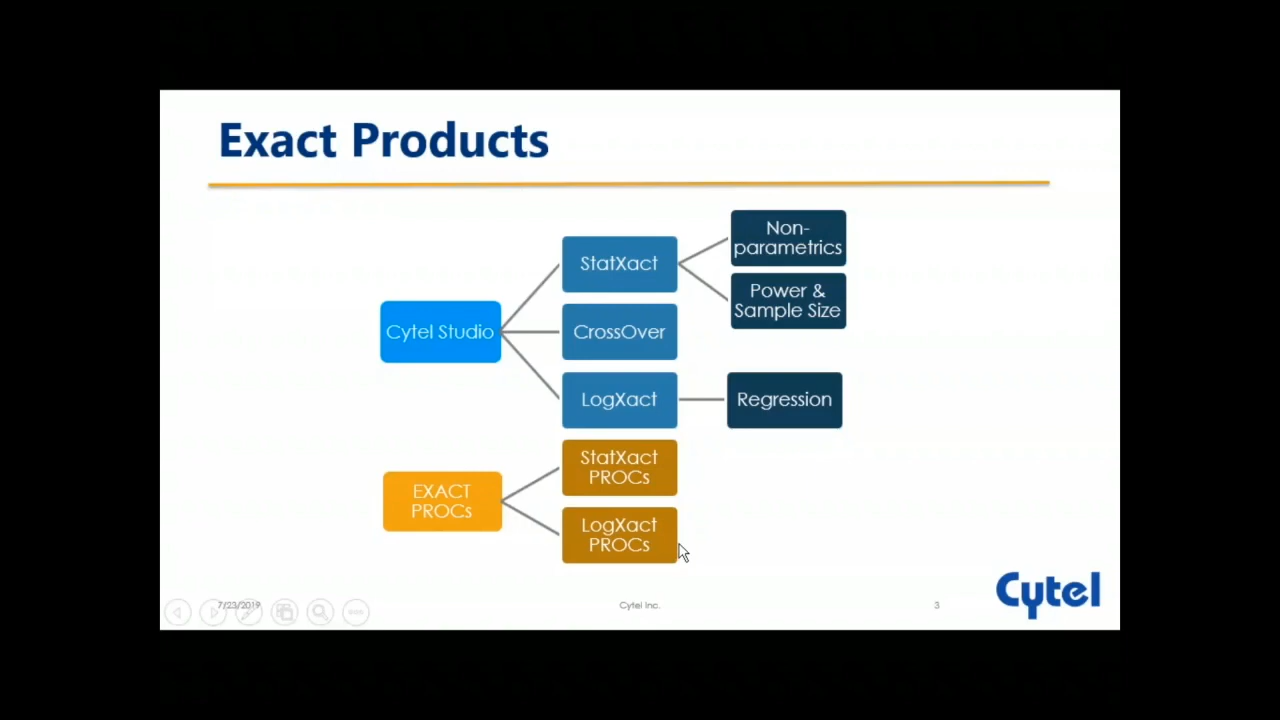 Exact Products
Non-
parametrics
StatXact
Power &
Sample Size
Cytel Studio
CrossOver
LogXact
Regression
StatXact
PROCs
EXACT
PROCs
LogXact
PROCs
Cytel
7/23/2019
Cytel Inc.
3